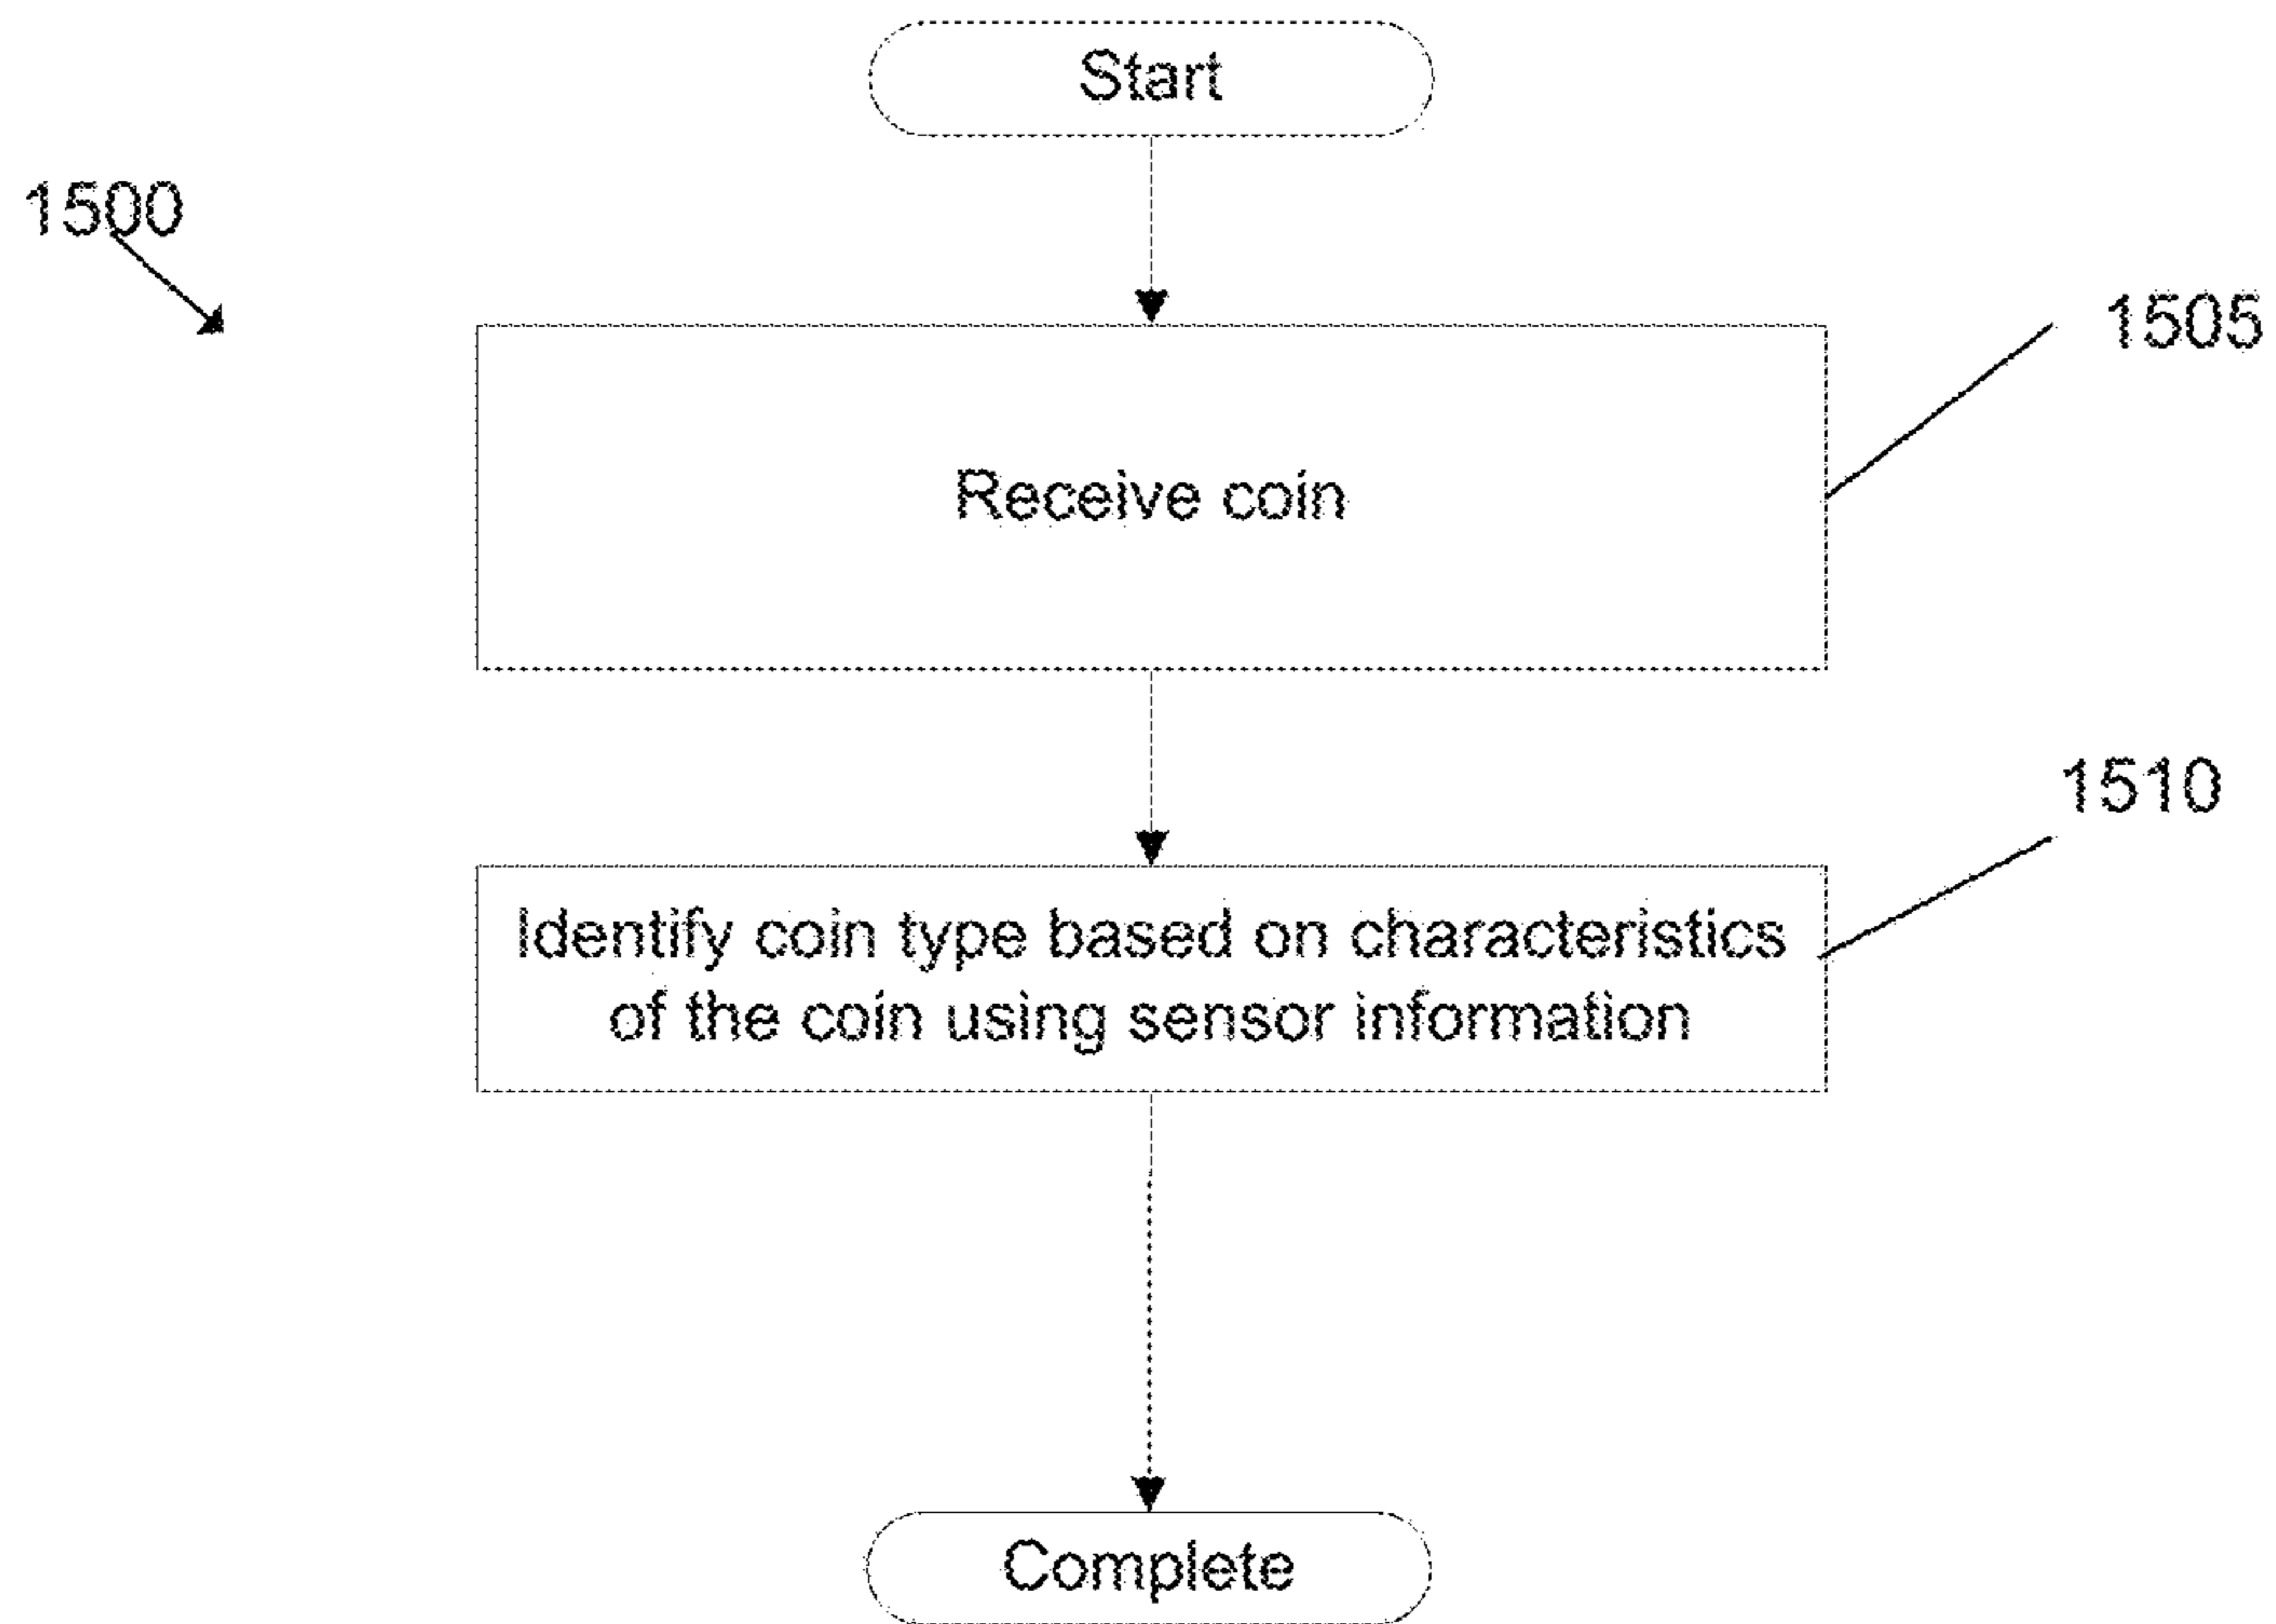 Start
1500
1505
Receive coin
1510
Identify coin type based on characteristics
of the coin using sensor information
Complete